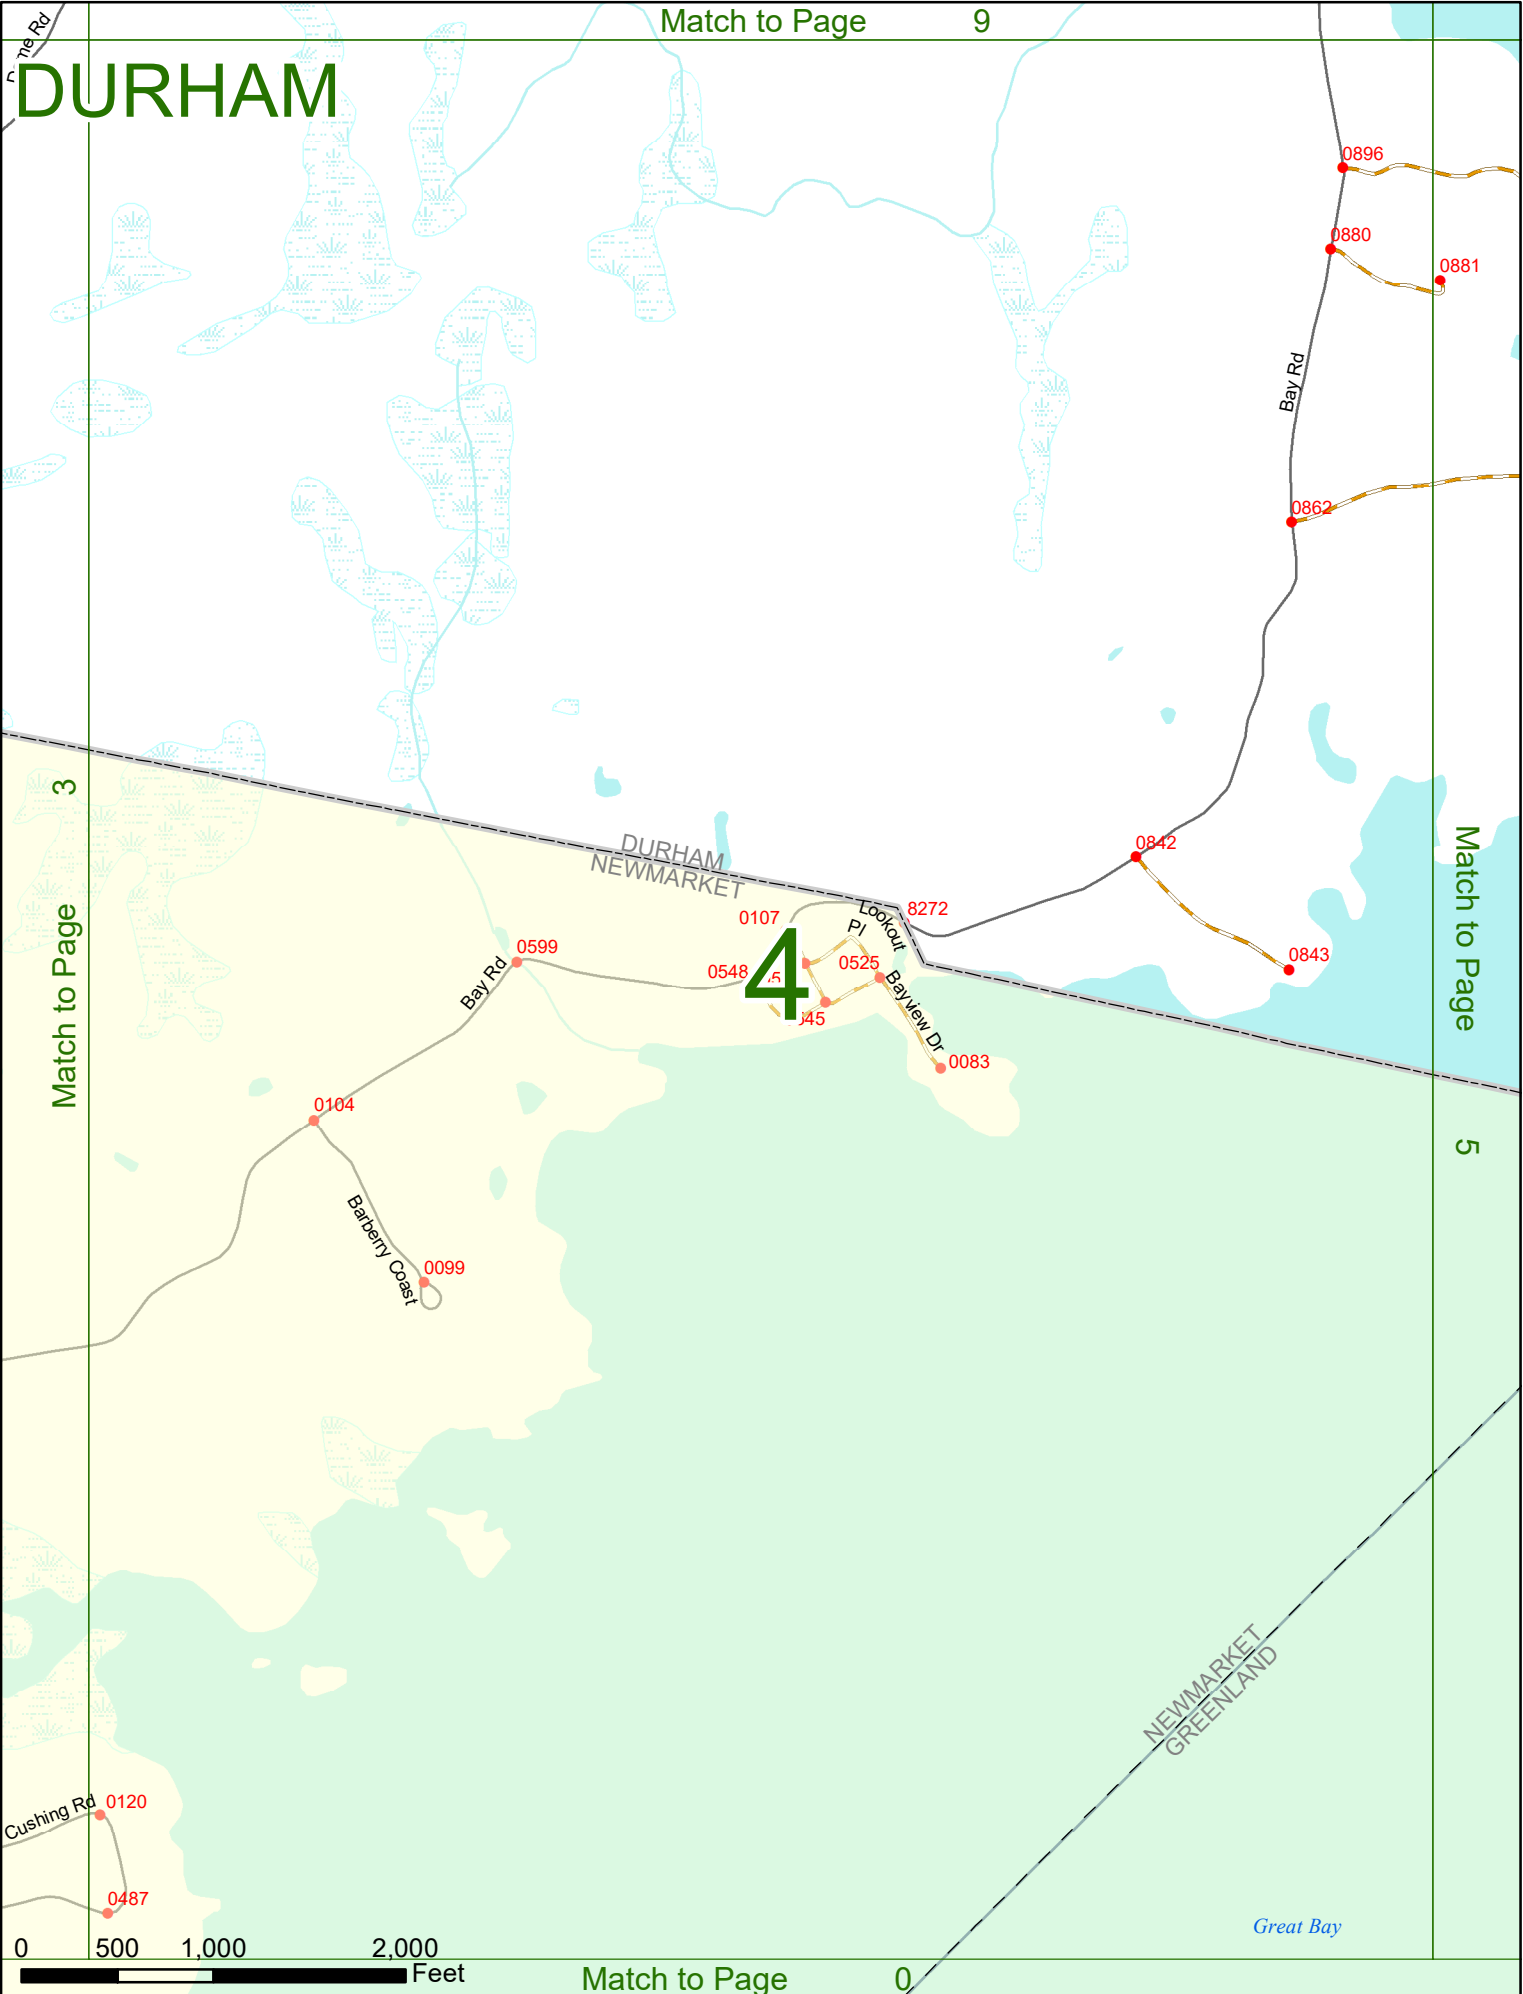 Match to Page 9
DURHAM
0896
0880
0881
Bay Rd
0862
3
Match to Page
DURHAM
NEWMARKET
0842
Match to Page
5
0107
Lookout
Pl
8272
0599
0548
0525
0843
4
Bay Rd
Bayview Dr
0083
0104
Barberry Coast
0099
NEWMARKET
GREENLAND
Cushing Rd
0120
0487
Great Bay
0 500 1,000 2,000
Feet
Match to Page 0